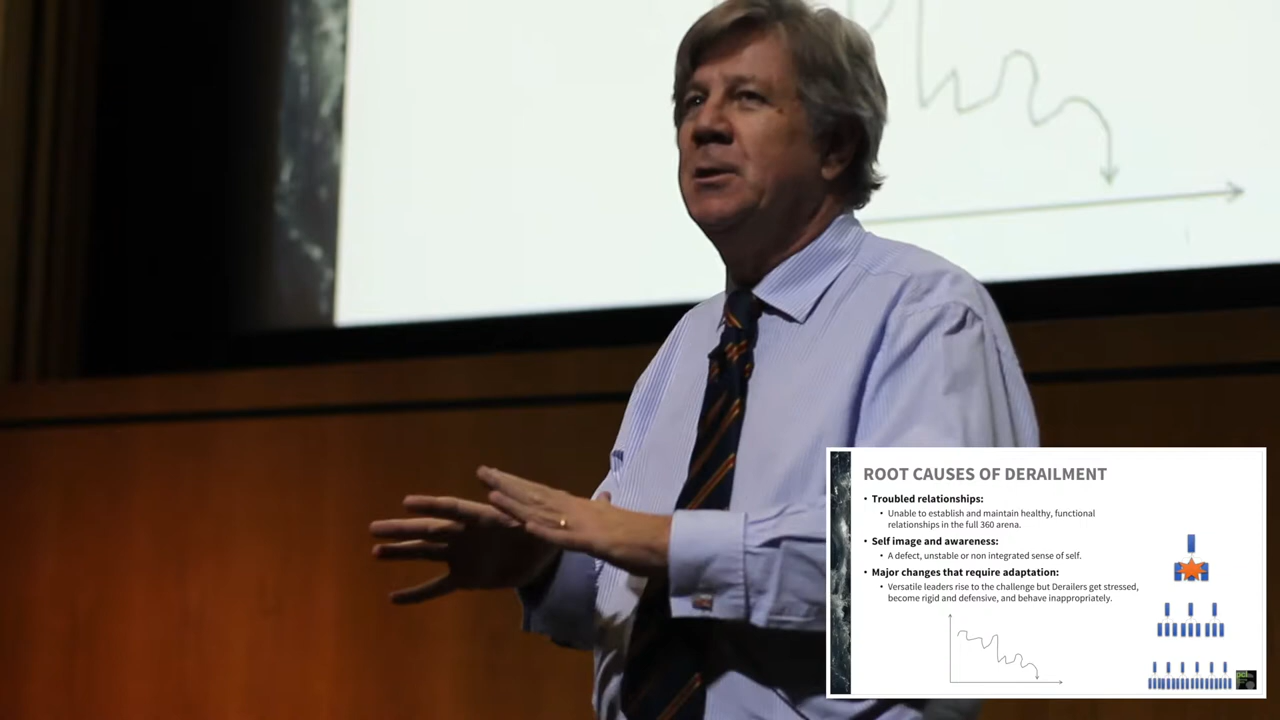 ROOT CAUSES OF DERAILMENT
• Troubled relationships:
• Unable to establish and maintain healthy, functional
relationships in the full 360 arena.
• Self image and awareness:
• A defect, unstable or non integrated sense of self.
• Major changes that require adaptation:
• Versatile leaders rise to the challenge but Derailers get stressed,
become rigid and defensive, and behave inappropriately.